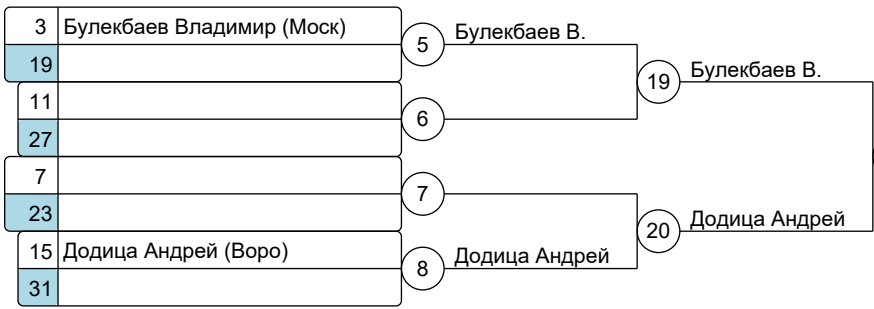 3 Булекбаев Владимир (Моск)
5 Булекбаев В.
19
19 Булекбаев В.
11
6
27
7
7
23
20 Додица Андрей
15 Додица Андрей (Воро)
8 Додица Андрей
31